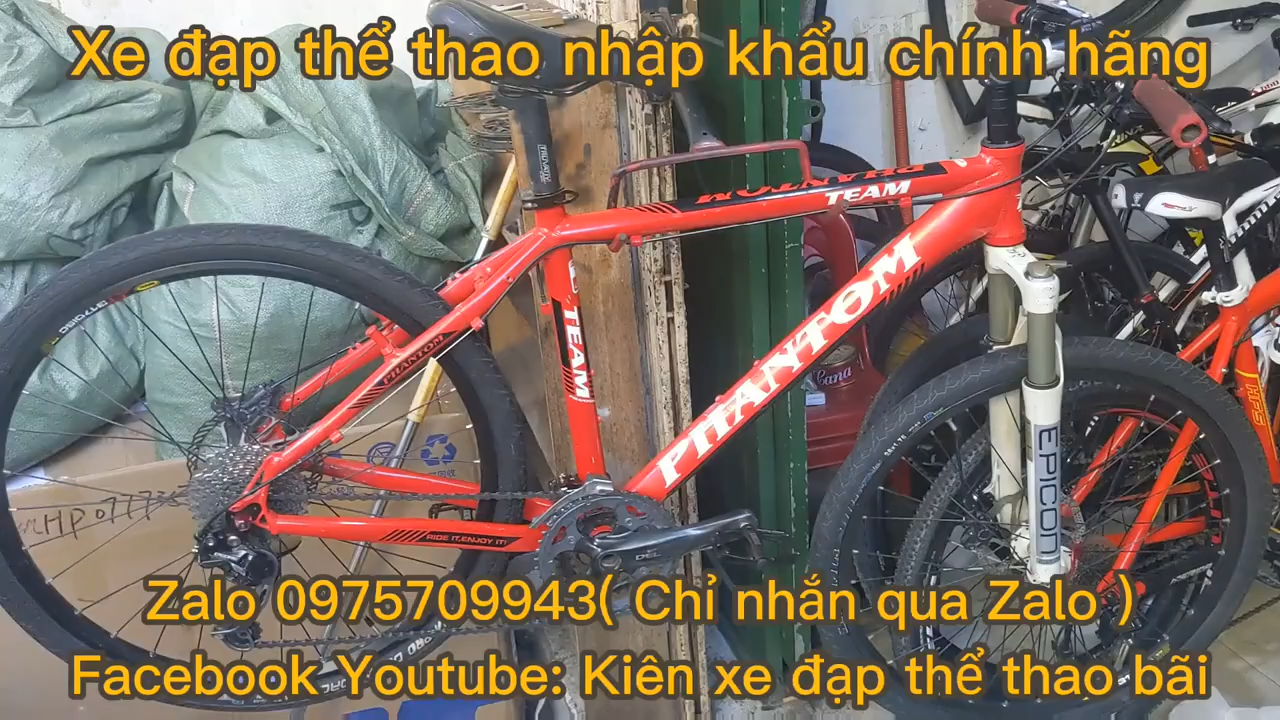 Xe đạp thể thao nhập khẩu chính hãng
PHANTOM
TEAM
PHANTOM
TEAM
PHANTOM
EPICON
RIDE IT, ENJOY IT!
Zalo 0975709943( Chỉ nhắn qua Zalo )
Facebook Youtube: Kiên xe đạp thể thao bãi